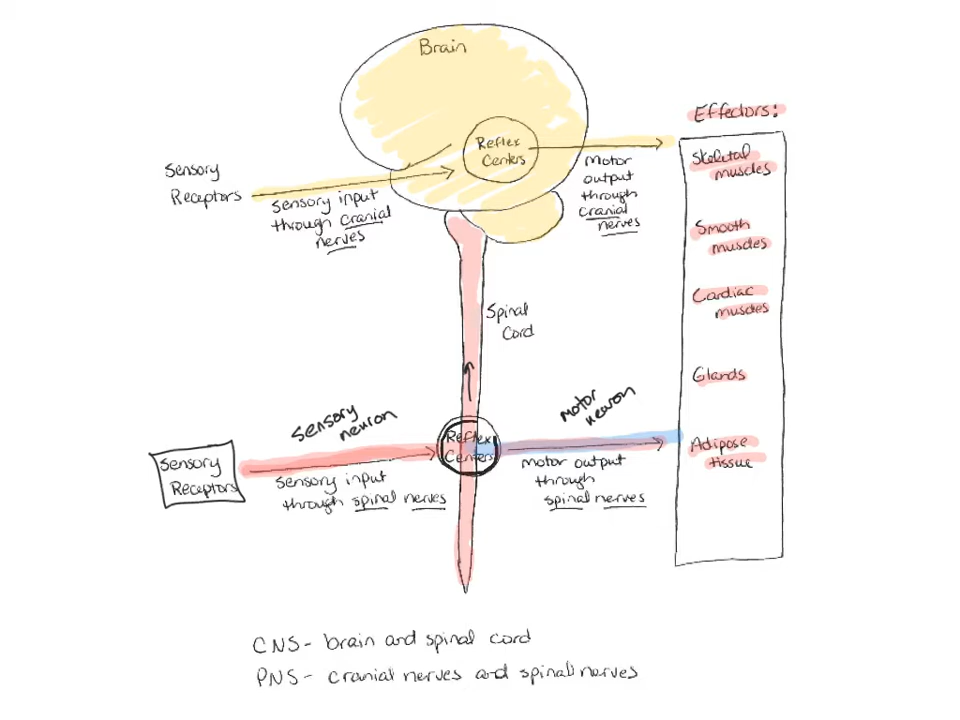 Brain
Effectors:
Reflex
Centers
Sensory
Receptors
Sensory input
through cranial
nerves
Motor
output
through
cranial
nerves
Skeletal
muscles
Smooth
muscles
Cardiac
muscles
Glands
Adipose
tissue
Spinal
Cord
Sensory
neuron
Motor
neuron
Reflex
Centers
Sensory
Receptors
Sensory input
through spinal nerves
Motor output
through
spinal nerves
CNS- brain and spinal cord
PNS- cranial nerves and spinal nerves